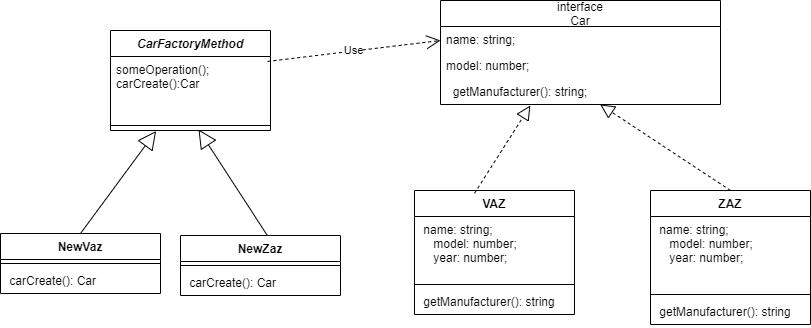 interface
Car
name: string;
model: number;
getManufacturer(): string;
CarFactoryMethod
someOperation();
carCreate():Car
Use
NewVaz
carCreate(): Car
NewZaz
carCreate(): Car
VAZ
name: string;
model: number;
year: number;
getManufacturer(): string
ZAZ
name: string;
model: number;
year: number;
getManufacturer(): string